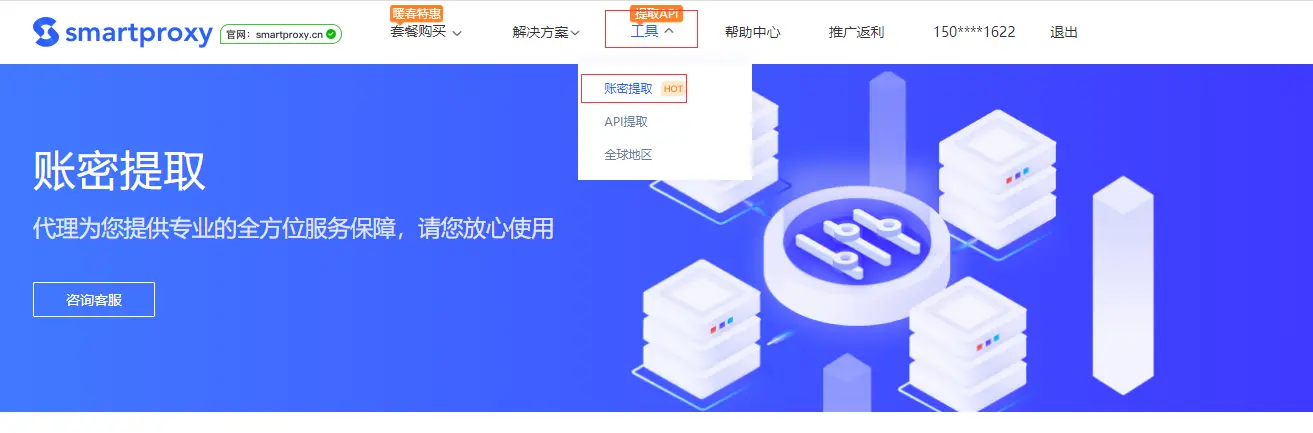 smartproxy
官网：smartproxy.cn
暖春特惠
套餐购买
解决方案
提取API
工具
帮助中心
推广返利
150****1622
退出
账密提取 HOT
API提取
全球地区
账密提取
代理为您提供专业的全方位服务保障，请您放心使用
咨询客服